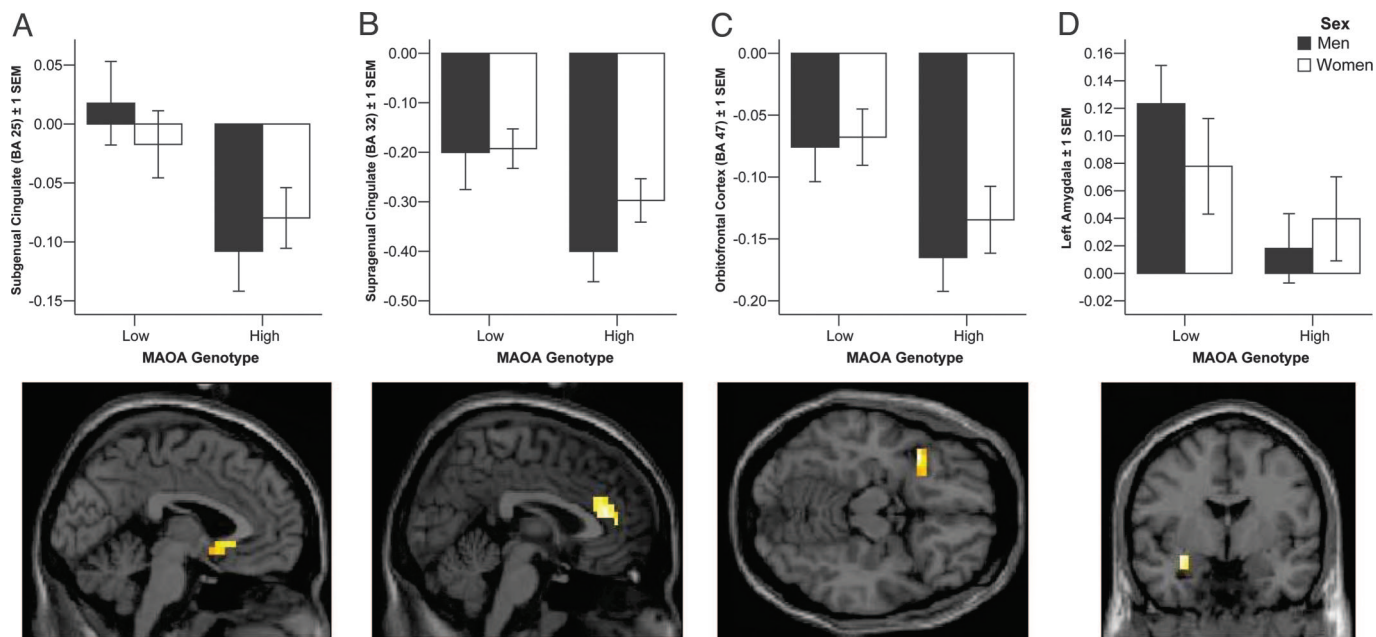 A
Subgenual Cingulate (BA 25) ± 1 SEM
0.05
0.00
-0.05
-0.10
-0.15
Low
High
MAOA Genotype
B
Supragenual Cingulate (BA 32) ± 1 SEM
0.00
-0.10
-0.20
-0.30
-0.40
-0.50
Low
High
MAOA Genotype
C
Orbitofrontal Cortex (BA 47) ± 1 SEM
0.00
-0.05
-0.10
-0.15
-0.20
Low
High
MAOA Genotype
D
Left Amygdala ± 1 SEM
0.16
0.14
0.12
0.10
0.08
0.06
0.04
0.02
0.00
-0.02
Low
High
MAOA Genotype
Sex
Men
Women